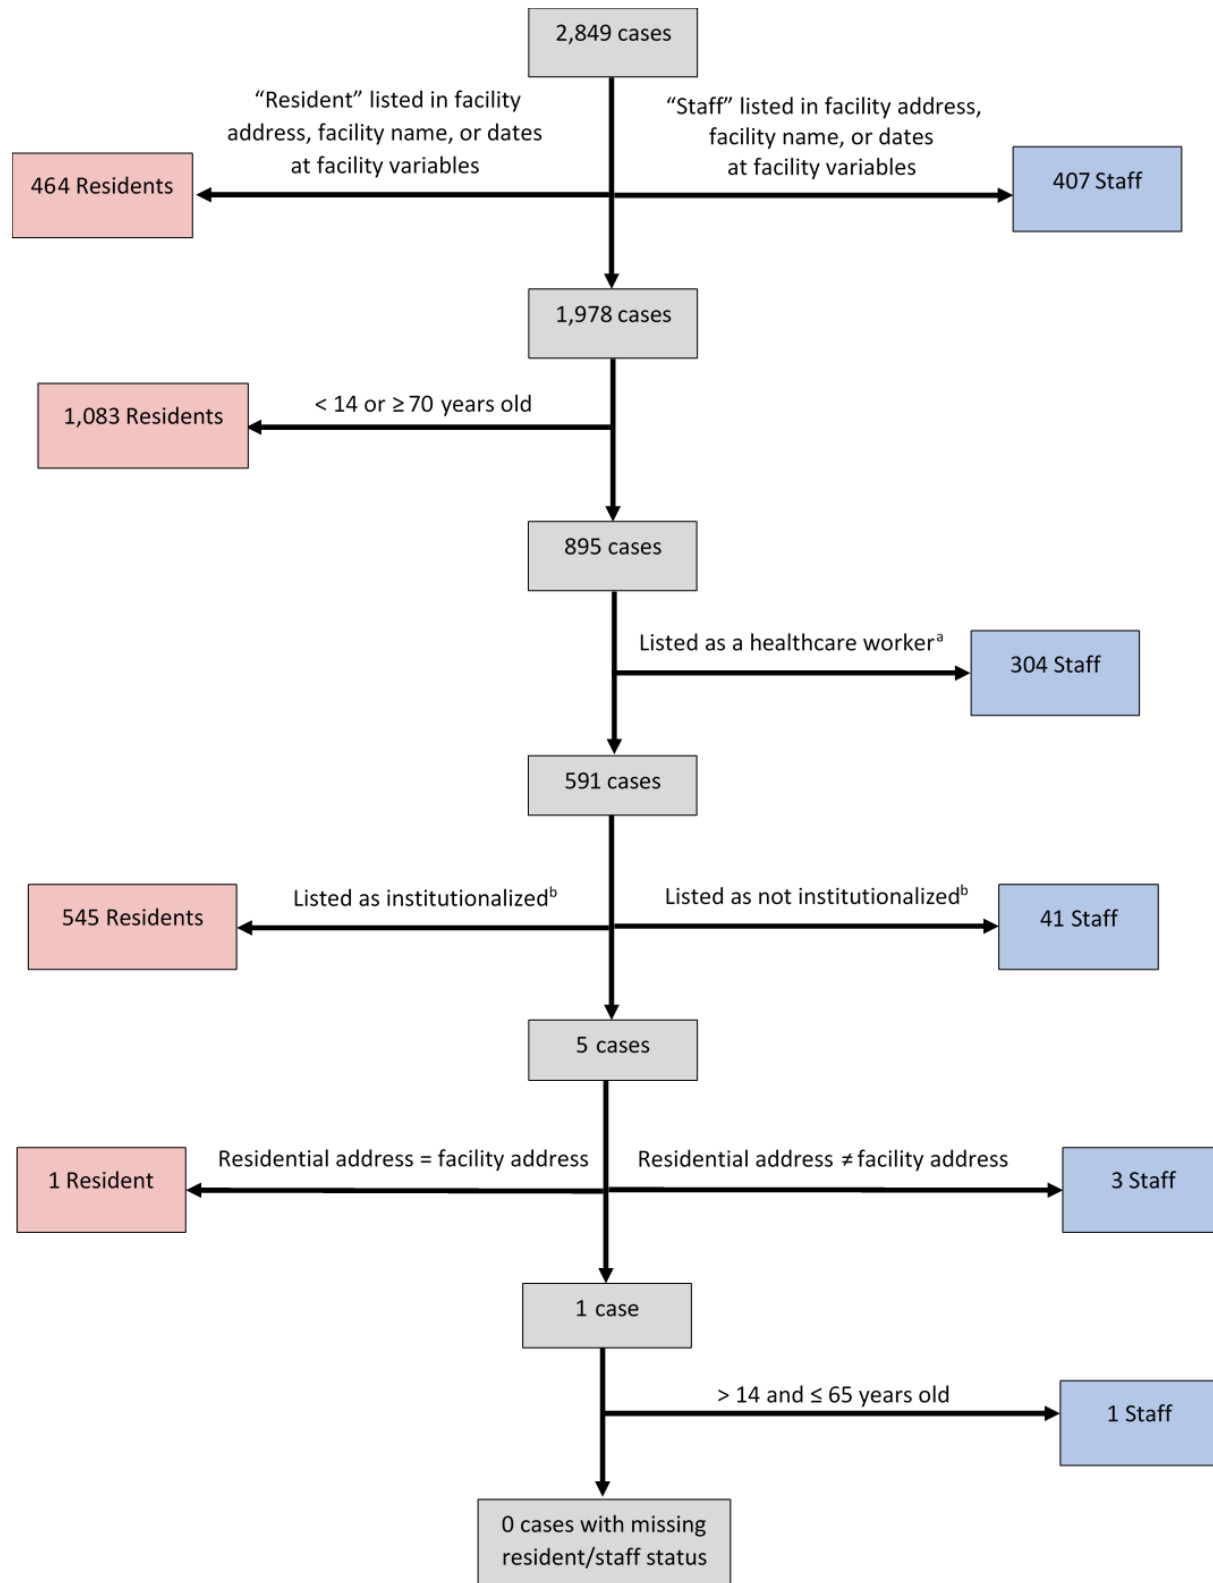 2,849 cases
“Resident” listed in facility
address, facility name, or dates
at facility variables
“Staff” listed in facility address,
facility name, or dates
at facility variables
464 Residents
407 Staff
1,978 cases
< 14 or ≥ 70 years old
1,083 Residents
895 cases
Listed as a healthcare workerᵃ
304 Staff
591 cases
Listed as institutionalizedᵇ
Listed as not institutionalizedᵇ
545 Residents
41 Staff
5 cases
Residential address = facility address
Residential address ≠ facility address
1 Resident
3 Staff
1 case
> 14 and ≤ 65 years old
1 Staff
0 cases with missing
resident/staff status